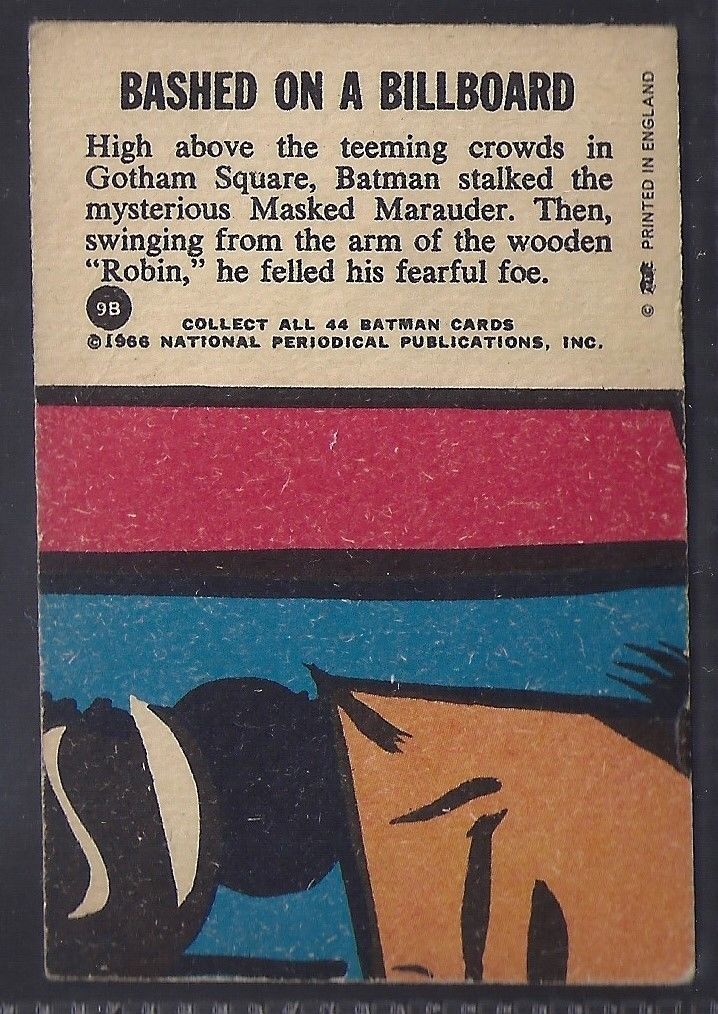 BASHED ON A BILLBOARD
High above the teeming crowds in
Gotham Square, Batman stalked the
mysterious Masked Marauder. Then,
swinging from the arm of the wooden
“Robin,” he felled his fearful foe.
9B
COLLECT ALL 44 BATMAN CARDS
©1966 NATIONAL PERIODICAL PUBLICATIONS, INC.
© PRINTED IN ENGLAND